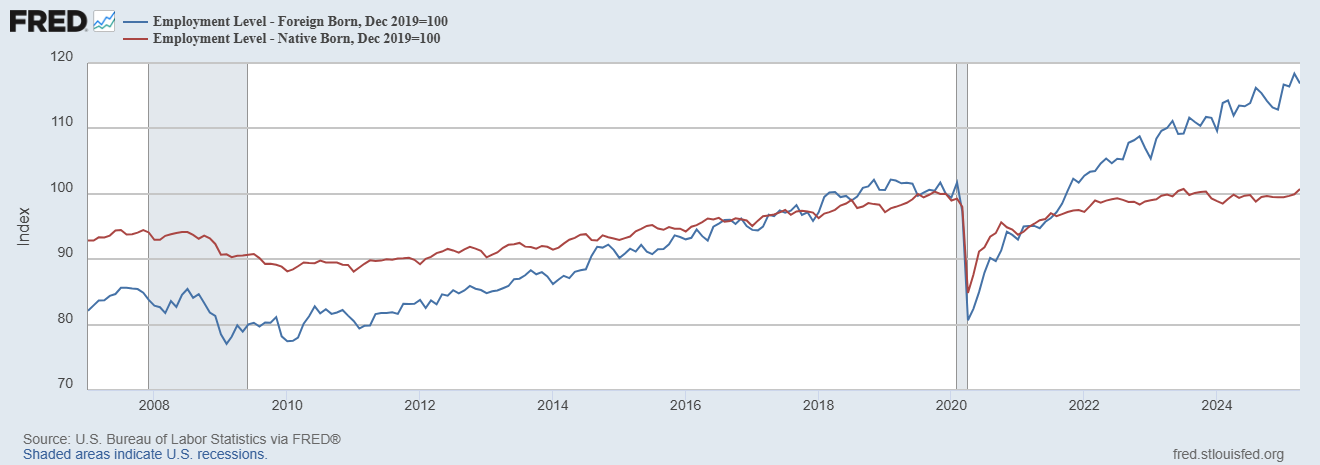 FRED
Employment Level - Foreign Born, Dec 2019=100
Employment Level - Native Born, Dec 2019=100
120
110
100
90
80
70
Index
2008 2010 2012 2014 2016 2018 2020 2022 2024
Source: U.S. Bureau of Labor Statistics via FRED®
Shaded areas indicate U.S. recessions.
fred.stlouisfed.org